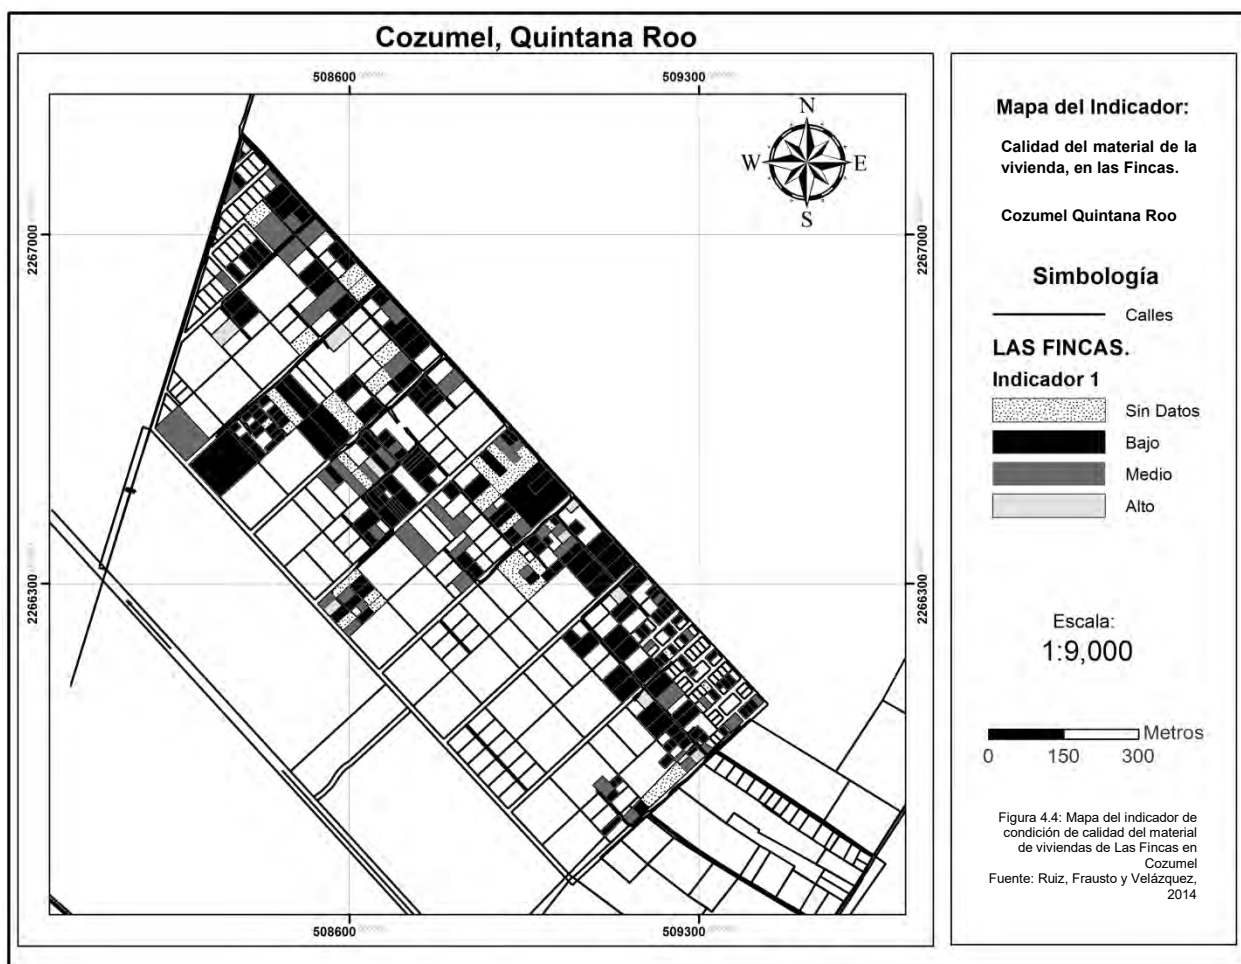 Cozumel, Quintana Roo
508600
509300
N
W
E
S
2267000
2267000
2266300
2266300
508600
509300
Mapa del Indicador:
Calidad del material de la
vivienda, en las Fincas.
Cozumel Quintana Roo
Simbología
Calles
LAS FINCAS.
Indicador 1
Sin Datos
Bajo
Medio
Alto
Escala:
1:9,000
Metros
0 150 300
Figura 4.4: Mapa del indicador de
condición de calidad del material
de viviendas de Las Fincas en
Cozumel
Fuente: Ruiz, Frausto y Velázquez,
2014